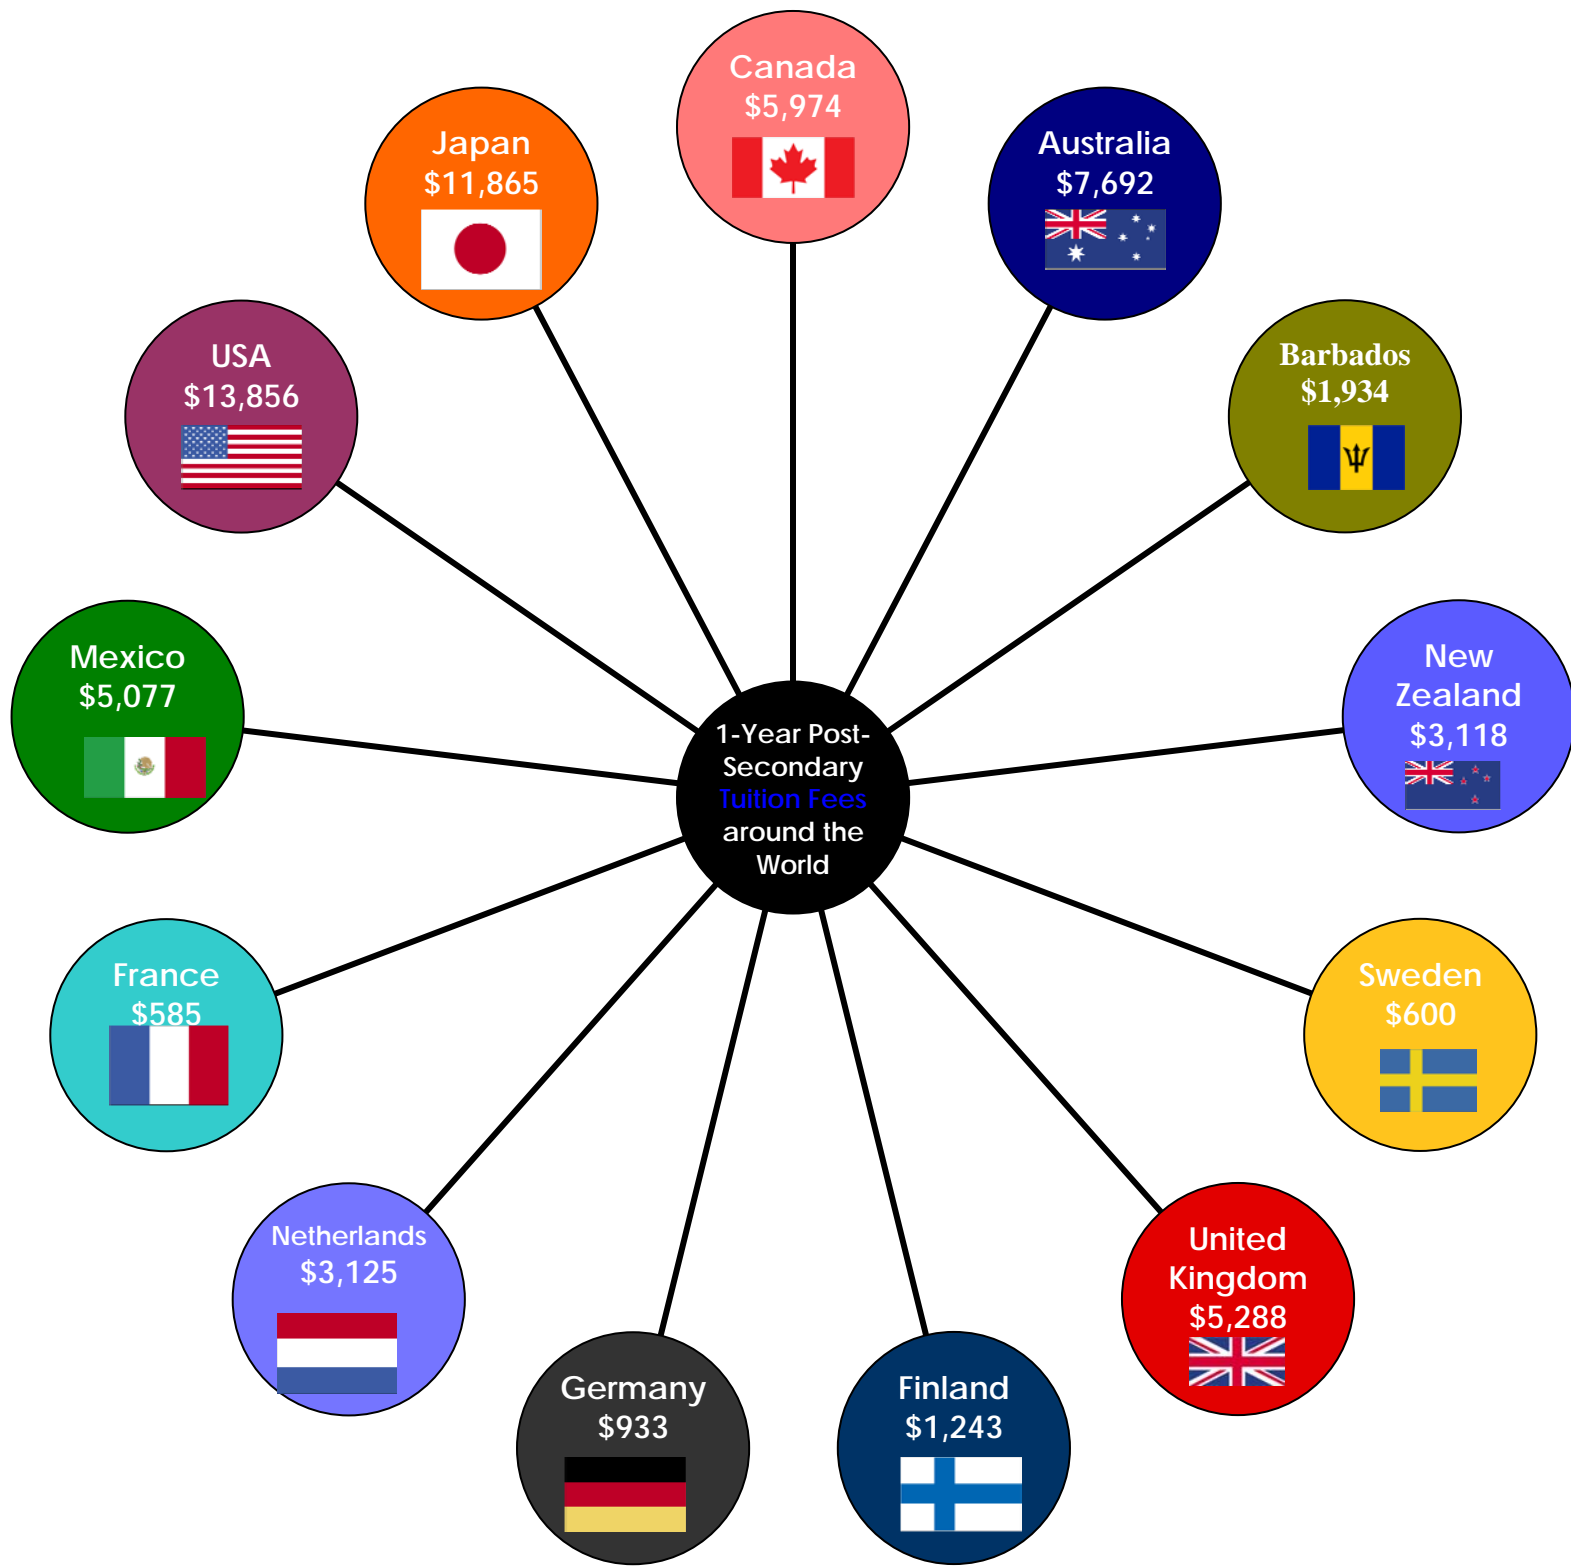 Canada
$5,974
Japan
$11,865
Australia
$7,692
USA
$13,856
Barbados
$1,934
Mexico
$5,077
New
Zealand
$3,118
1-Year Post-
Secondary
Tuition Fees
around the
World
France
$585
Sweden
$600
Netherlands
$3,125
United
Kingdom
$5,288
Germany
$933
Finland
$1,243